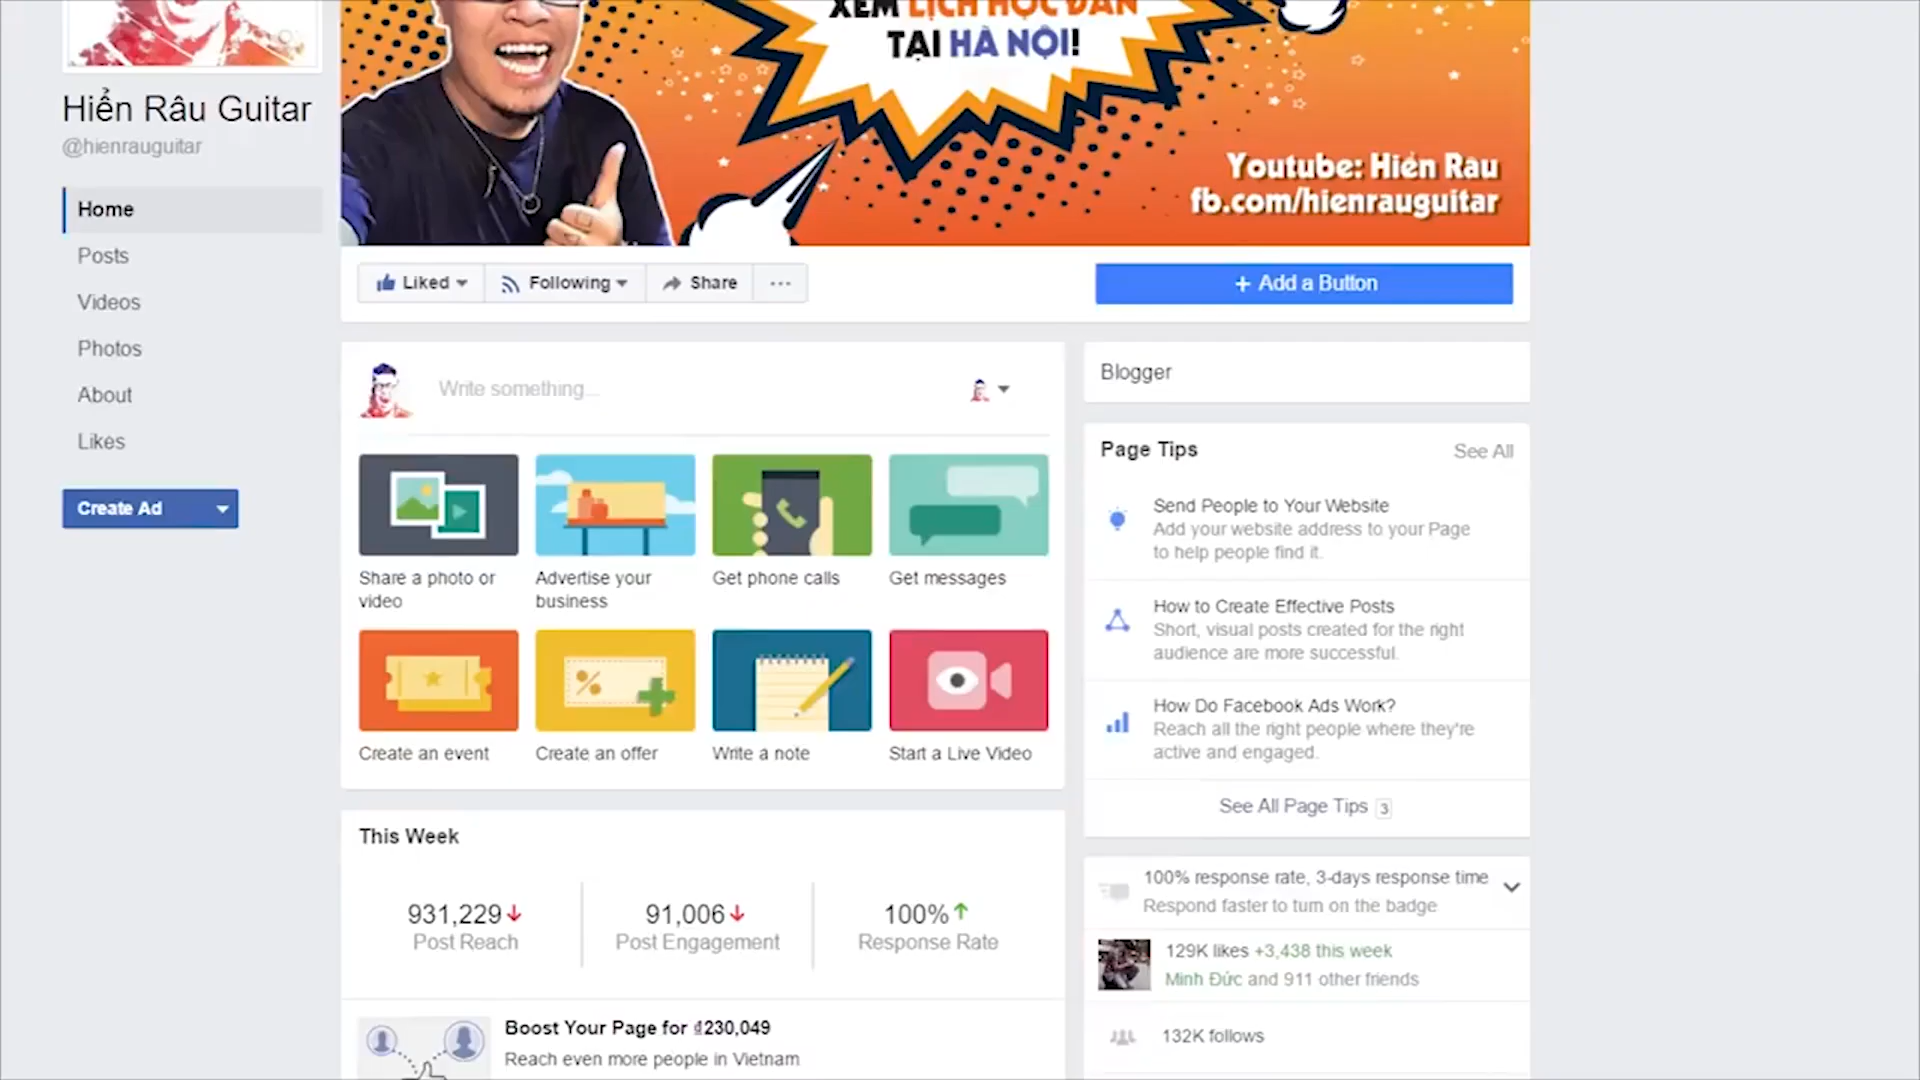 XEM LỊCH HỌC ĐÀN
TẠI HÀ NỘI!
Youtube: Hiển Râu
fb.com/hienrauguitar
Hiển Râu Guitar
@hienrauguitar
Home
Posts
Videos
Photos
About
Likes
Create Ad
Liked
Following
Share
+ Add a Button
Write something...
Share a photo or
video
Advertise your
business
Get phone calls
Get messages
Create an event
Create an offer
Write a note
Start a Live Video
This Week
931,229
Post Reach
91,006
Post Engagement
100%
Response Rate
Boost Your Page for ₫230,049
Reach even more people in Vietnam
Blogger
Page Tips
See All
Send People to Your Website
Add your website address to your Page
to help people find it.
How to Create Effective Posts
Short, visual posts created for the right
audience are more successful.
How Do Facebook Ads Work?
Reach all the right people where they're
active and engaged.
See All Page Tips 3
100% response rate, 3-days response time
Respond faster to turn on the badge
129K likes +3,438 this week
Minh Đức and 911 other friends
132K follows